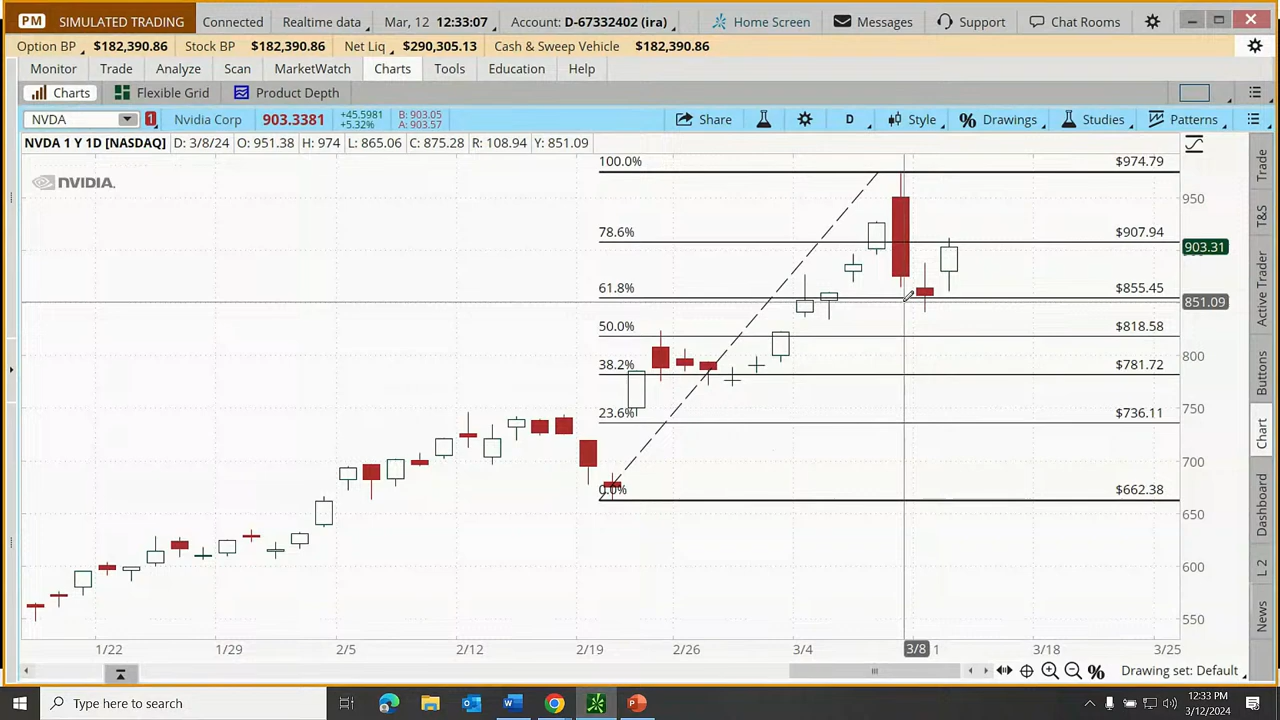 PM SIMULATED TRADING Connected Realtime data Mar, 12 12:33:07 Account: D-67332402 (ira) Home Screen Messages Support Chat Rooms
Option BP $182,390.86 Stock BP $182,390.86 Net Liq $290,305.13 Cash & Sweep Vehicle $182,390.86
Monitor Trade Analyze Scan MarketWatch Charts Tools Education Help
Charts Flexible Grid Product Depth
NVDA 1 Nvidia Corp 903.3381 +45.5981 B: 903.05 Share D Style % Drawings Studies Patterns
+5.32% A: 903.57
NVDA 1 Y 1D [NASDAQ] D: 3/8/24 O: 951.38 H: 974 L: 865.06 C: 875.28 R: 108.94 Y: 851.09
100.0% $974.79
NVIDIA.
950
78.6% $907.94
903.31
61.8% $855.45
851.09
50.0% $818.58
800
38.2% $781.72
750
23.6% $736.11
700
0.0% $662.38
650
600
550
1/22 1/29 2/5 2/12 2/19 2/26 3/4 3/8 1 3/18 3/25
Drawing set: Default
Trade
T&S
Active Trader
Buttons
Chart
Dashboard
L 2
News
Type here to search
12:33 PM
3/12/2024